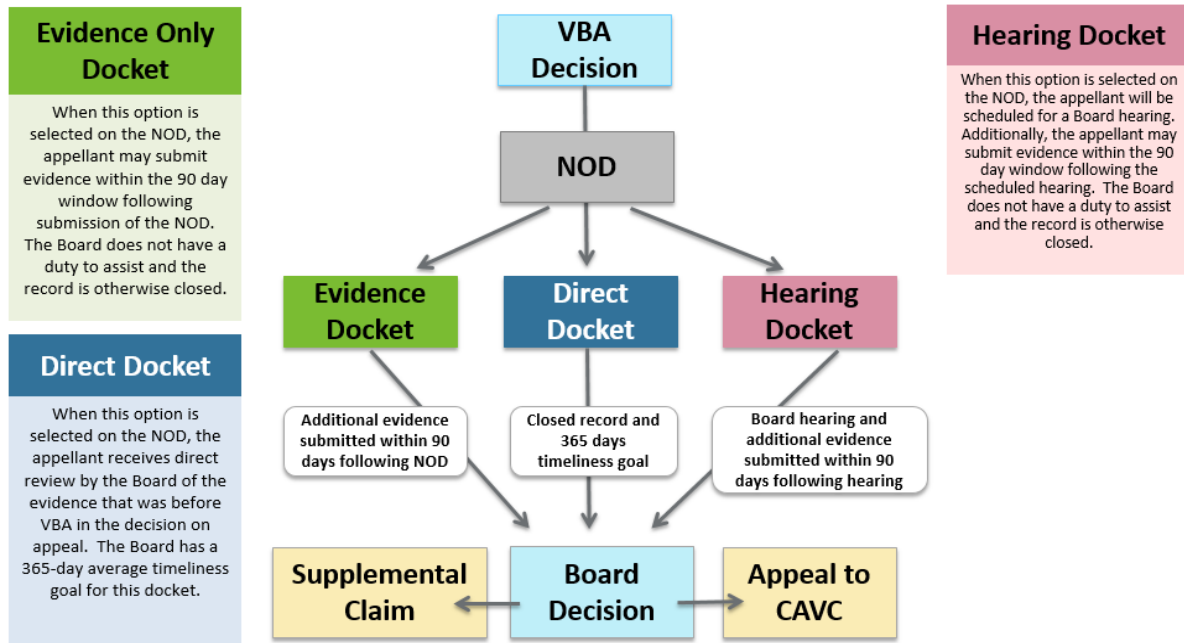 Evidence Only
Docket
When this option is
selected on the NOD, the
appellant may submit
evidence within the 90 day
window following
submission of the NOD.
The Board does not have a
duty to assist and the
record is otherwise closed.
Direct Docket
When this option is
selected on the NOD, the
appellant receives direct
review by the Board of the
evidence that was before
VBA in the decision on
appeal. The Board has a
365-day average timeliness
goal for this docket.
VBA
Decision
NOD
Evidence
Docket
Direct
Docket
Hearing
Docket
Additional evidence
submitted within 90
days following NOD
Closed record and
365 days
timeliness goal
Board hearing and
additional evidence
submitted within 90
days following hearing
Supplemental
Claim
Board
Decision
Appeal to
CAVC
Hearing Docket
When this option is selected on
the NOD, the appellant will be
scheduled for a Board hearing.
Additionally, the appellant may
submit evidence within the 90
day window following the
scheduled hearing. The Board
does not have a duty to assist
and the record is otherwise
closed.